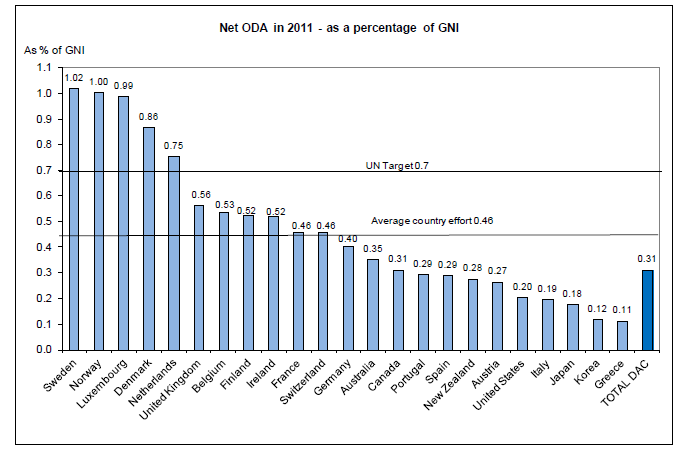 Net ODA in 2011 - as a percentage of GNI
As % of GNI
1.1
1.0
0.9
0.8
0.7
0.6
0.5
0.4
0.3
0.2
0.1
0.0
1.02
1.00
0.99
0.86
0.75
0.56
0.53
0.52
0.52
0.46
0.46
0.40
0.35
0.31
0.29
0.29
0.28
0.27
0.20
0.19
0.18
0.12
0.11
0.31
UN Target 0.7
Average country effort 0.46
Sweden
Norway
Luxembourg
Denmark
Netherlands
United Kingdom
Belgium
Finland
Ireland
France
Switzerland
Germany
Australia
Canada
Portugal
Spain
New Zealand
Austria
United States
Italy
Japan
Korea
Greece
TOTAL DAC